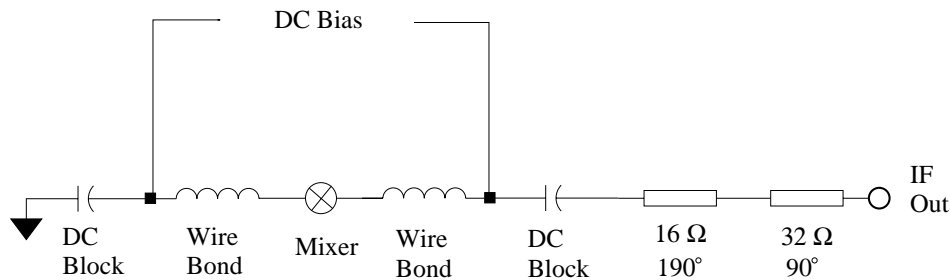 DC Bias
IF
Out
DC
Block
Wire
Bond
Mixer
Wire
Bond
DC
Block
16 Ω
190°
32 Ω
90°